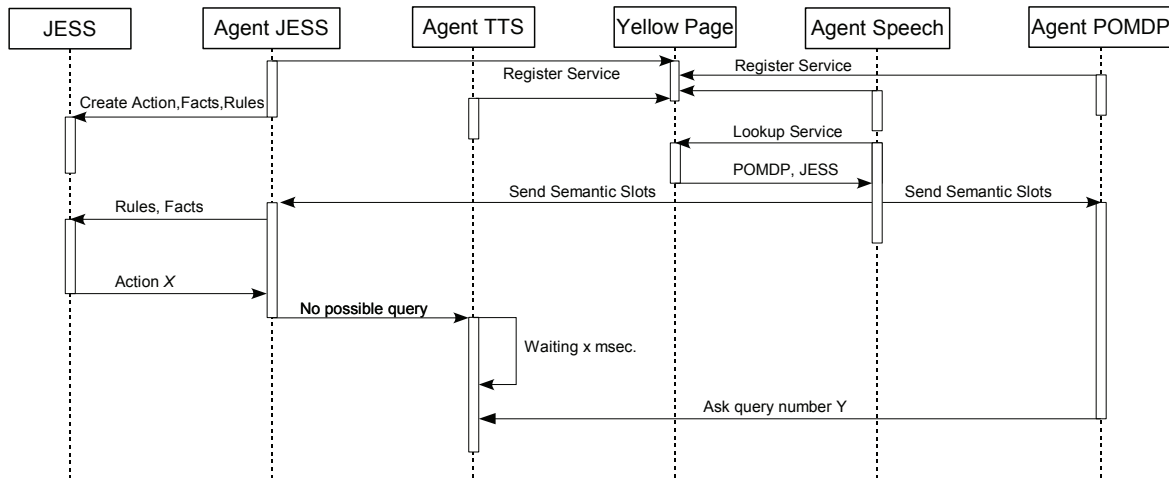 JESS
Agent JESS
Agent TTS
Yellow Page
Agent Speech
Agent POMDP
Register Service
Register Service
Create Action,Facts,Rules
Lookup Service
POMDP, JESS
Send Semantic Slots
Send Semantic Slots
Rules, Facts
Action X
No possible query
Waiting x msec.
Ask query number Y